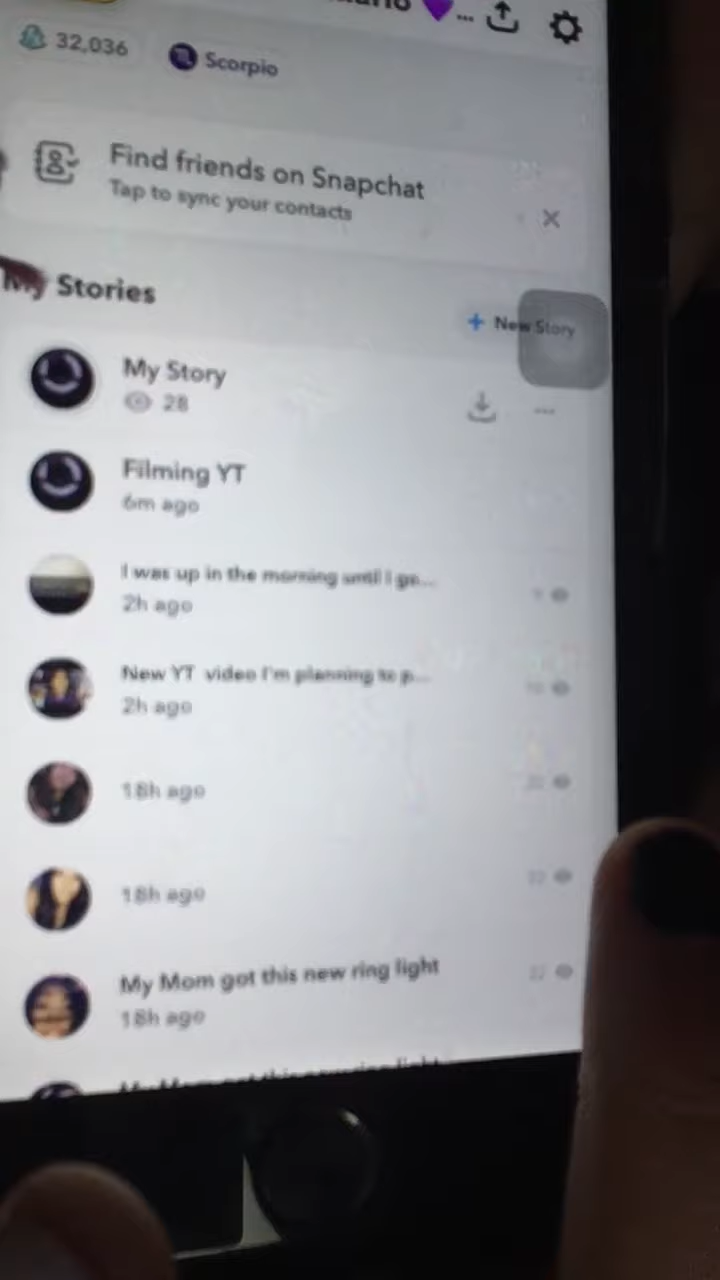 32,036
Scorpio
Find friends on Snapchat
Tap to sync your contacts
My Stories
+ New Story
My Story
28
Filming YT
6m ago
I was up in the morning until I ge...
2h ago
New YT video I'm planning to p...
2h ago
18h ago
18h ago
My Mom got this new ring light
18h ago